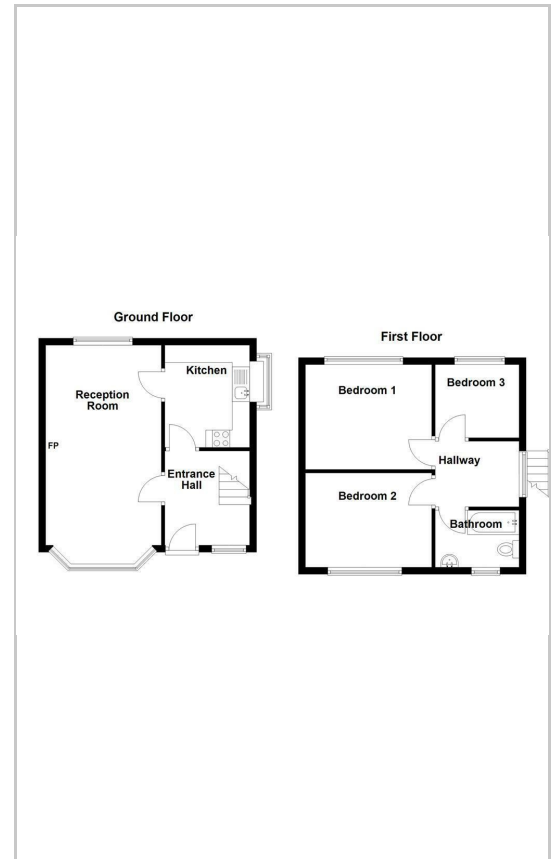 Ground Floor
Kitchen
Reception
Room
FP
Entrance
Hall
First Floor
Bedroom 1
Bedroom 3
Hallway
Bedroom 2
Bathroom